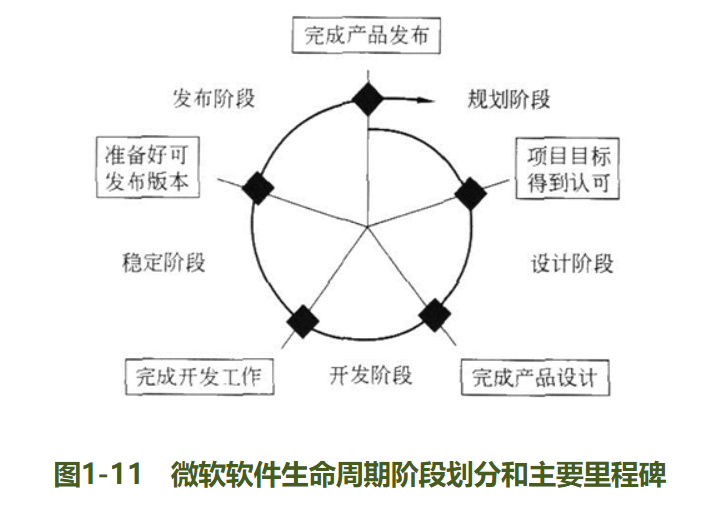 完成产品发布
发布阶段
规划阶段
准备好可
发布版本
项目目标
得到认可
稳定阶段
设计阶段
完成开发工作
开发阶段
完成产品设计
图1-11 微软软件生命周期阶段划分和主要里程碑